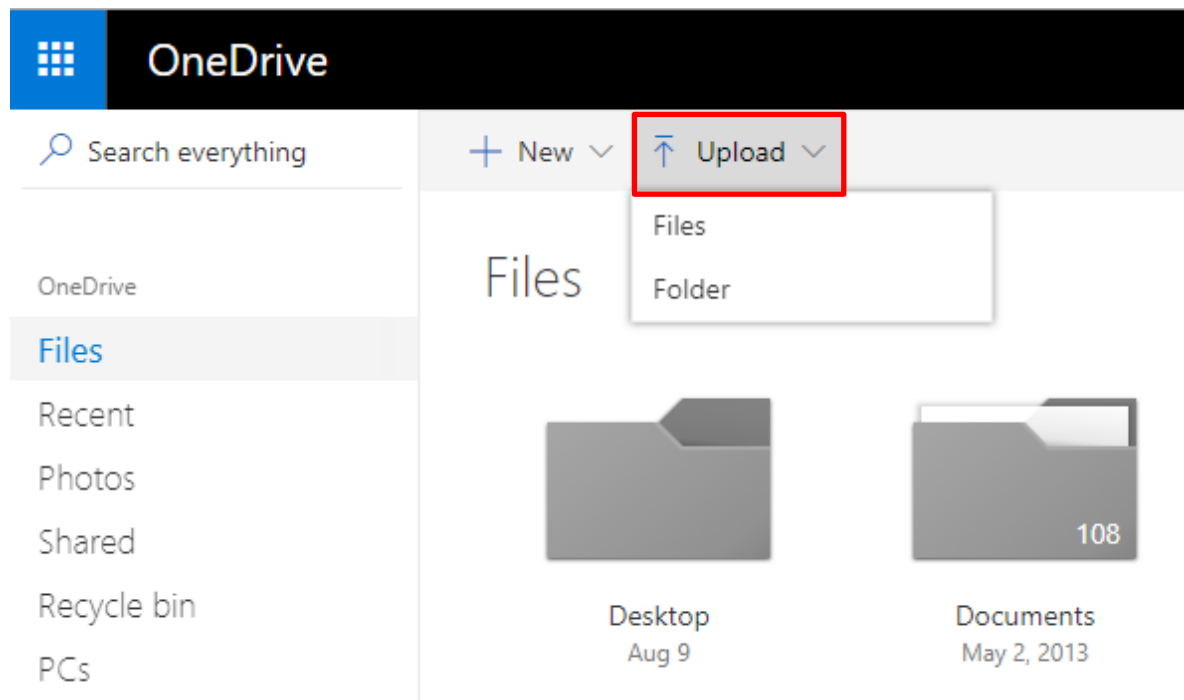 OneDrive
Search everything
New
Upload
Files
Folder
Files
OneDrive
Files
Recent
Photos
Shared
Recycle bin
PCs
108
Desktop
Aug 9
Documents
May 2, 2013